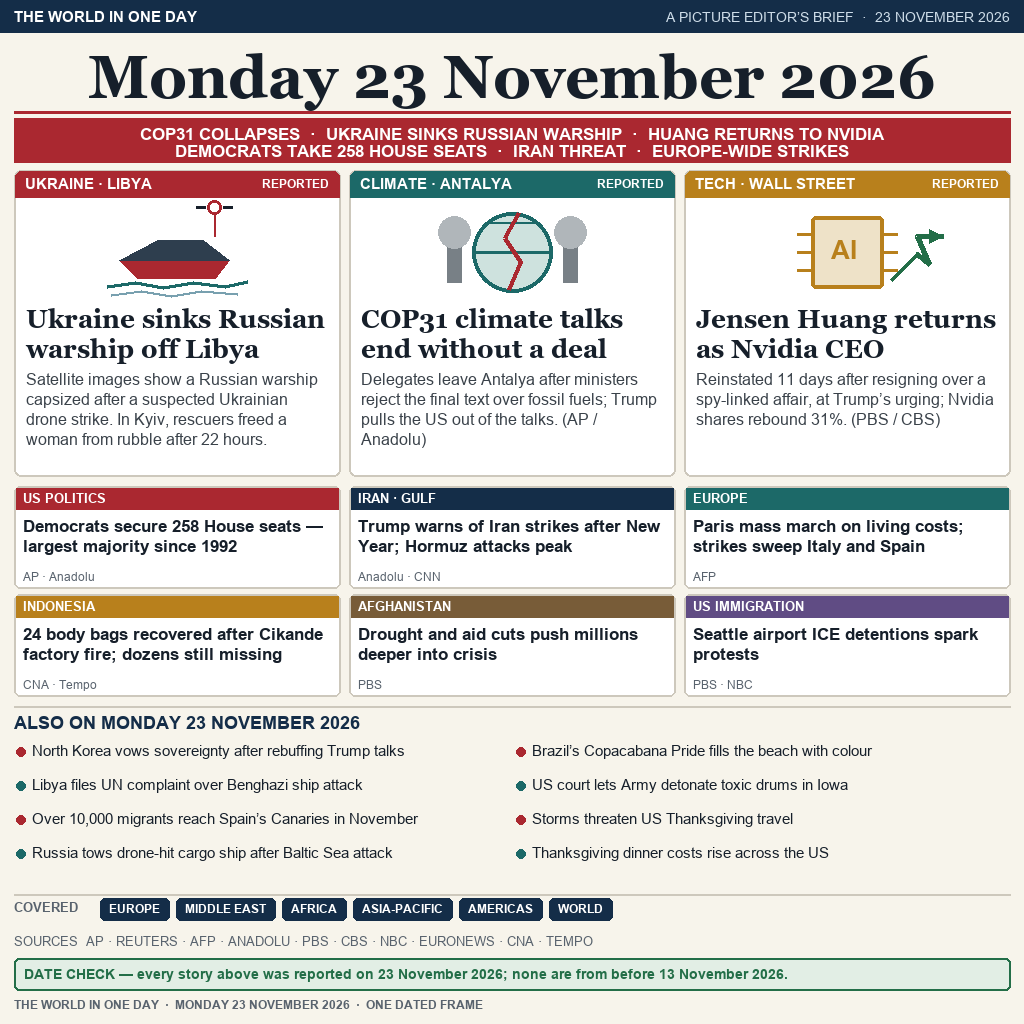 THE WORLD IN ONE DAY
A PICTURE EDITOR'S BRIEF · 23 NOVEMBER 2026
Monday 23 November 2026
COP31 COLLAPSES · UKRAINE SINKS RUSSIAN WARSHIP · HUANG RETURNS TO NVIDIA
DEMOCRATS TAKE 258 HOUSE SEATS · IRAN THREAT · EUROPE-WIDE STRIKES
UKRAINE · LIBYA
REPORTED
Ukraine sinks Russian
warship off Libya
Satellite images show a Russian warship
capsized after a suspected Ukrainian
drone strike. In Kyiv, rescuers freed a
woman from rubble after 22 hours.
CLIMATE · ANTALYA
REPORTED
COP31 climate talks
end without a deal
Delegates leave Antalya after ministers
reject the final text over fossil fuels; Trump
pulls the US out of the talks. (AP /
Anadolu)
TECH · WALL STREET
REPORTED
AI
Jensen Huang returns
as Nvidia CEO
Reinstated 11 days after resigning over a
spy-linked affair, at Trump's urging; Nvidia
shares rebound 31%. (PBS / CBS)
US POLITICS
Democrats secure 258 House seats —
largest majority since 1992
AP · Anadolu
IRAN · GULF
Trump warns of Iran strikes after New
Year; Hormuz attacks peak
Anadolu · CNN
EUROPE
Paris mass march on living costs;
strikes sweep Italy and Spain
AFP
INDONESIA
24 body bags recovered after Cikande
factory fire; dozens still missing
CNA · Tempo
AFGHANISTAN
Drought and aid cuts push millions
deeper into crisis
PBS
US IMMIGRATION
Seattle airport ICE detentions spark
protests
PBS · NBC
ALSO ON MONDAY 23 NOVEMBER 2026
North Korea vows sovereignty after rebuffing Trump talks
Libya files UN complaint over Benghazi ship attack
Over 10,000 migrants reach Spain's Canaries in November
Russia tows drone-hit cargo ship after Baltic Sea attack
Brazil's Copacabana Pride fills the beach with colour
US court lets Army detonate toxic drums in Iowa
Storms threaten US Thanksgiving travel
Thanksgiving dinner costs rise across the US
COVERED EUROPE MIDDLE EAST AFRICA ASIA-PACIFIC AMERICAS WORLD
SOURCES AP · REUTERS · AFP · ANADOLU · PBS · CBS · NBC · EURONEWS · CNA · TEMPO
DATE CHECK — every story above was reported on 23 November 2026; none are from before 13 November 2026.
THE WORLD IN ONE DAY · MONDAY 23 NOVEMBER 2026 · ONE DATED FRAME